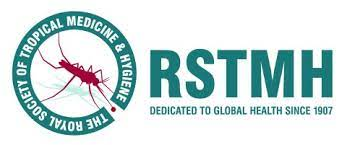 THE ROYAL SOCIETY OF TROPICAL MEDICINE & HYGIENE
RSTMH
DEDICATED TO GLOBAL HEALTH SINCE 1907